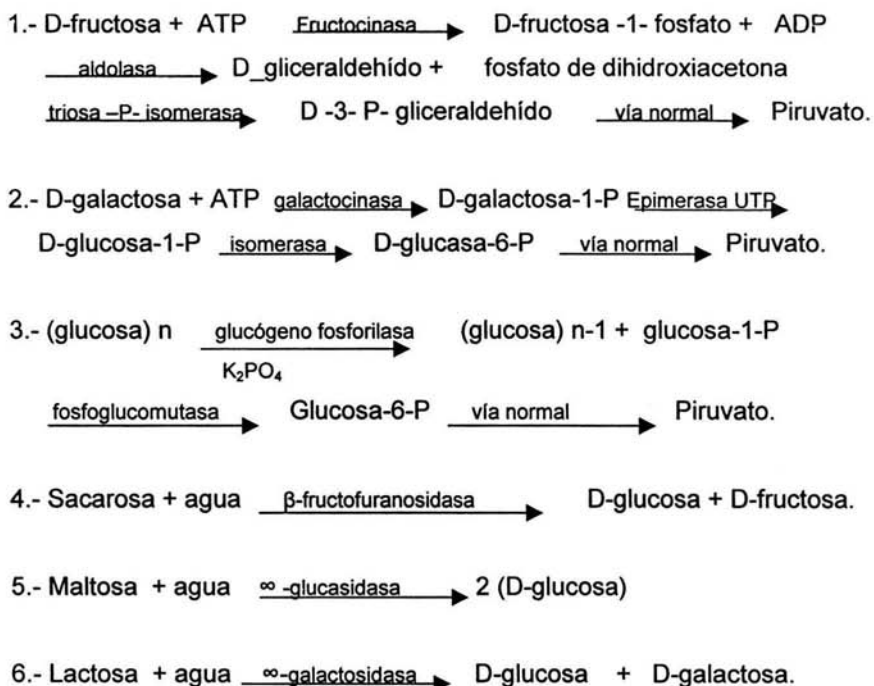 1.- D-fructosa + ATP Fructocinasa D-fructosa -1- fosfato + ADP
aldolasa D_gliceraldehído + fosfato de dihidroxiacetona
triosa –P- isomerasa D -3- P- gliceraldehído vía normal Piruvato.
2.- D-galactosa + ATP galactocinasa D-galactosa-1-P Epimerasa UTP
D-glucosa-1-P isomerasa D-glucasa-6-P vía normal Piruvato.
3.- (glucosa) n glucógeno fosforilasa (glucosa) n-1 + glucosa-1-P
K₂PO₄
fosfoglucomutasa Glucosa-6-P vía normal Piruvato.
4.- Sacarosa + agua β-fructofuranosidasa D-glucosa + D-fructosa.
5.- Maltosa + agua ∞ -glucasidasa 2 (D-glucosa)
6.- Lactosa + agua ∞-galactosidasa D-glucosa + D-galactosa.